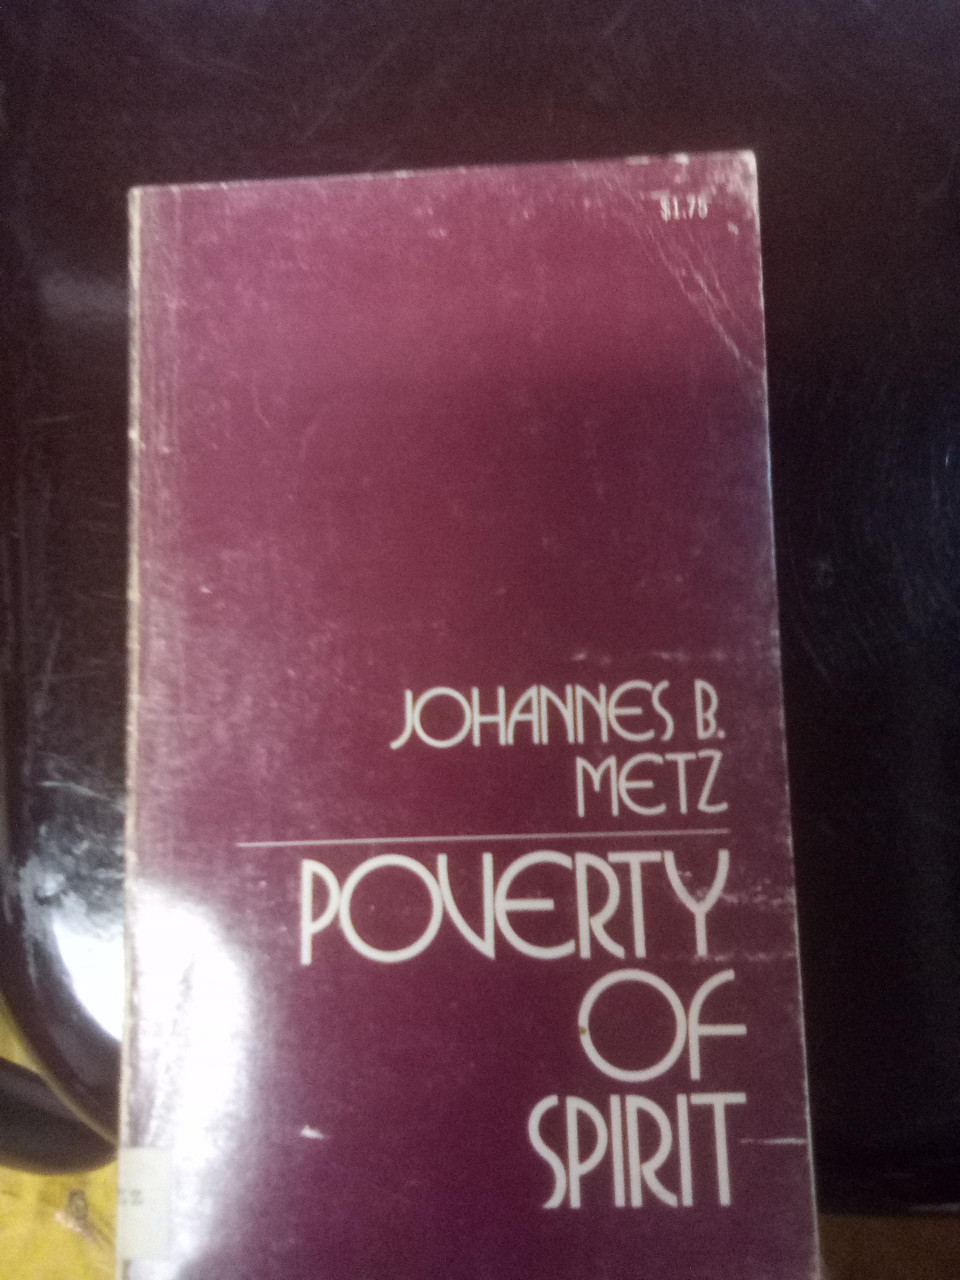 $1.75
JOHANNES B.
METZ
POVERTY
OF
SPIRIT